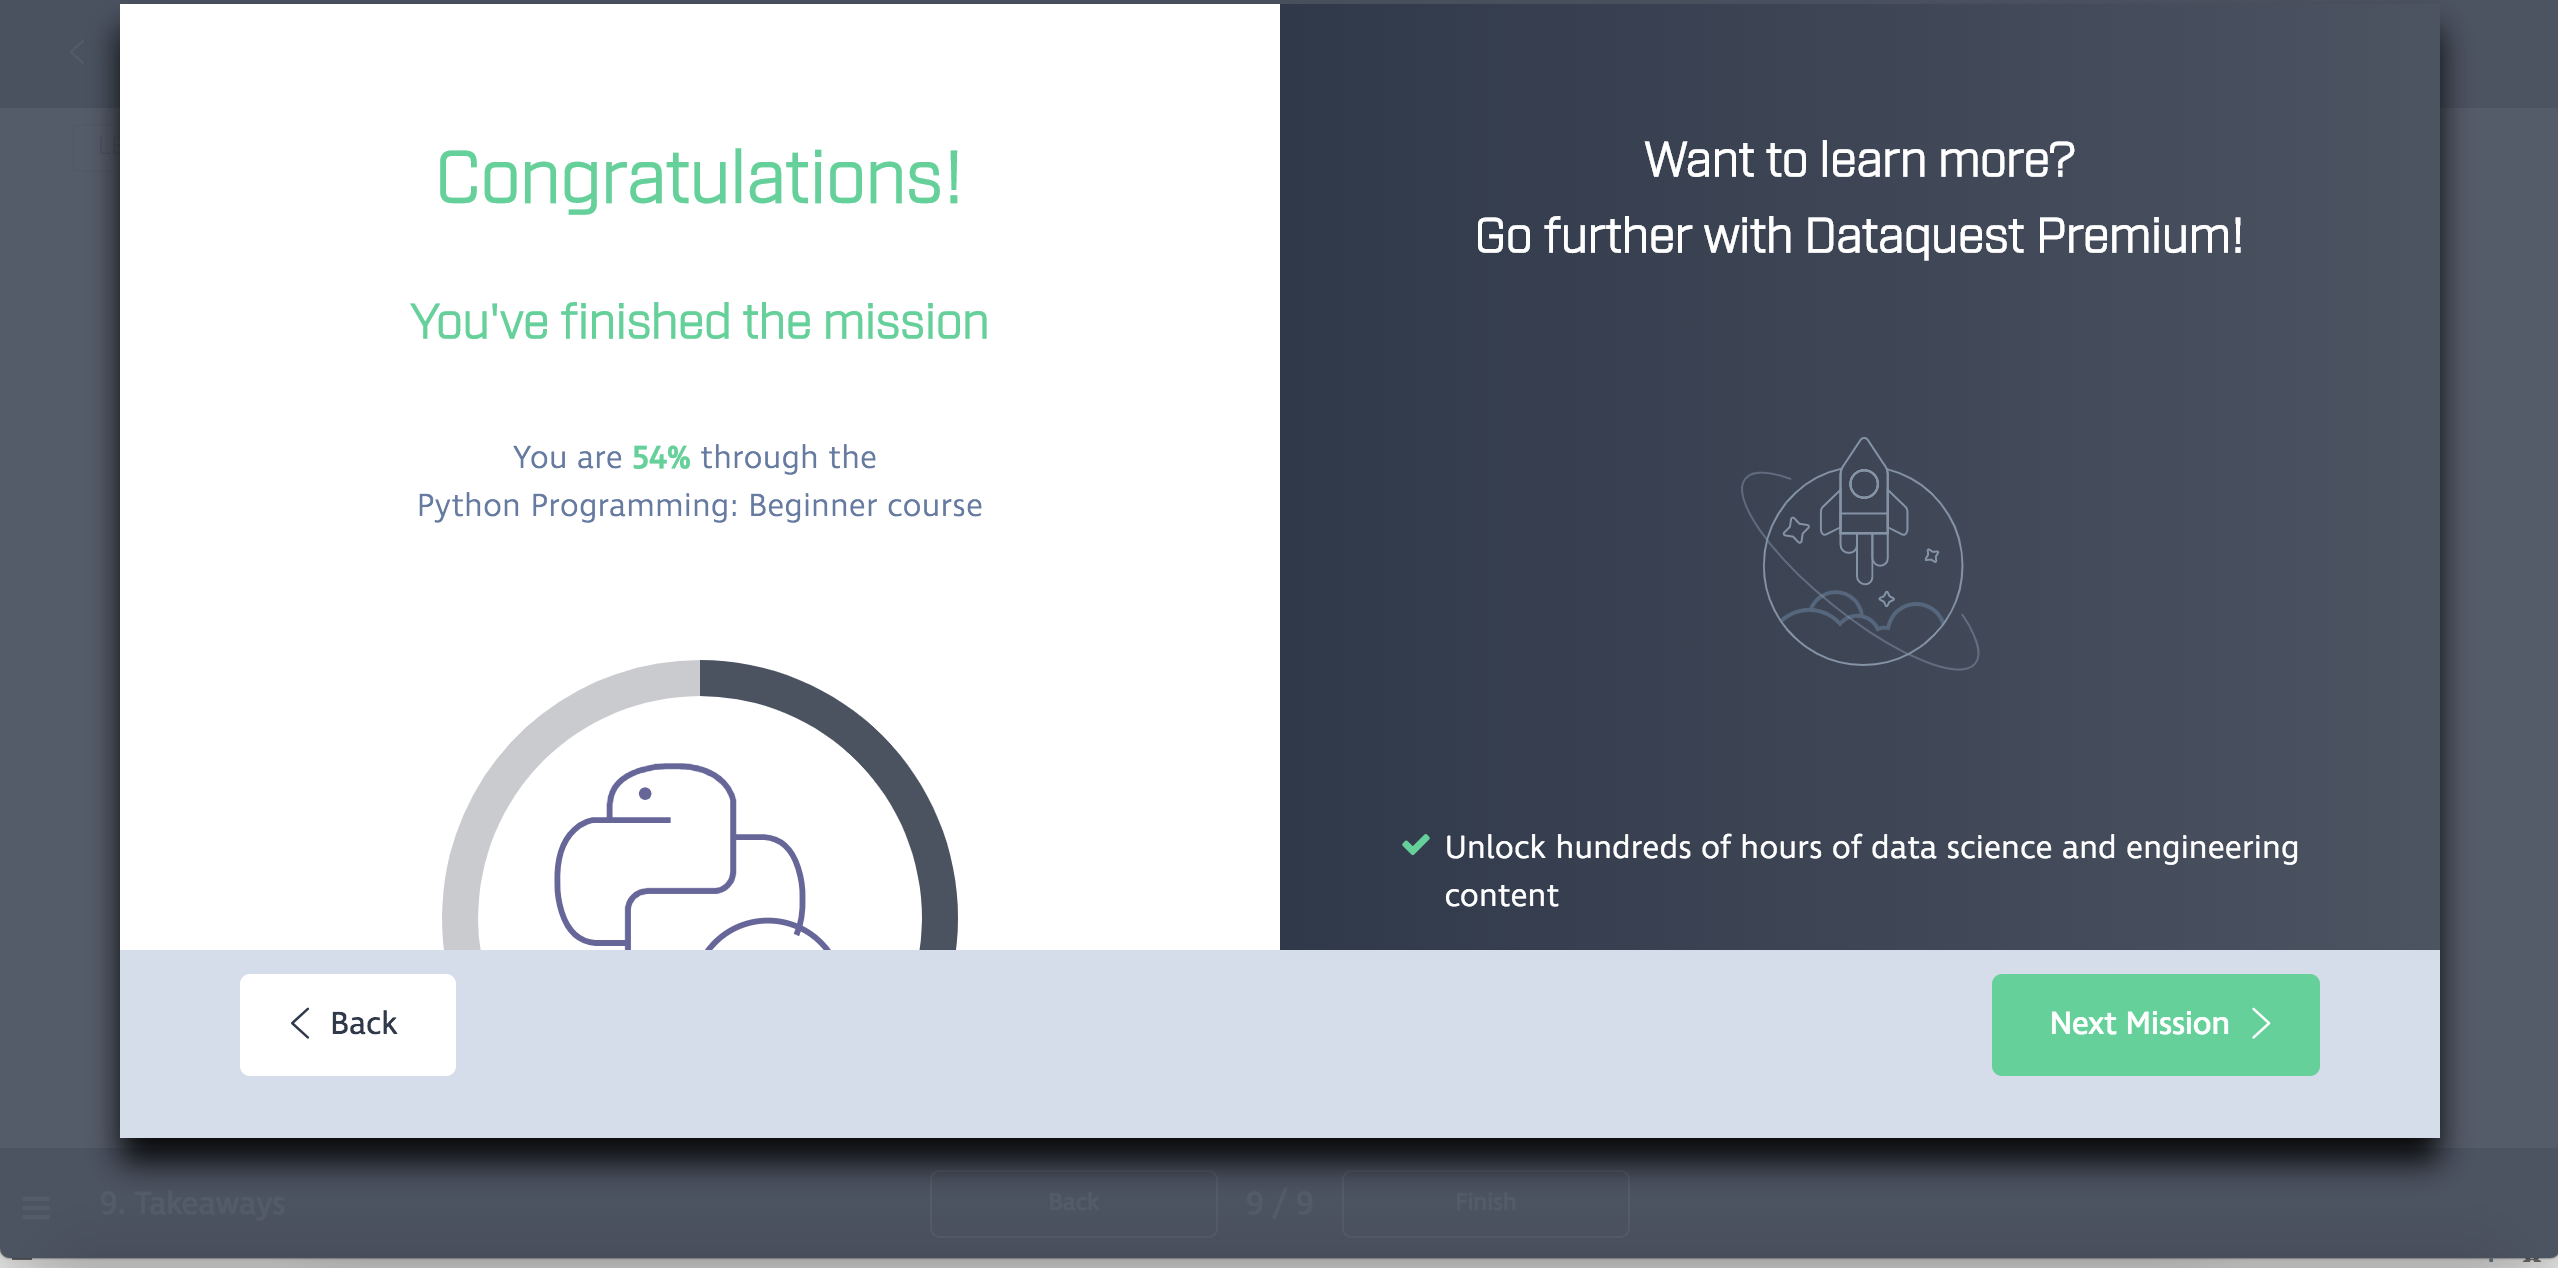 Congratulations!
You've finished the mission
You are 54% through the
Python Programming: Beginner course
Want to learn more?
Go further with Dataquest Premium!
Unlock hundreds of hours of data science and engineering
content
Back
Next Mission
9. Takeaways
Back
9 / 9
Finish